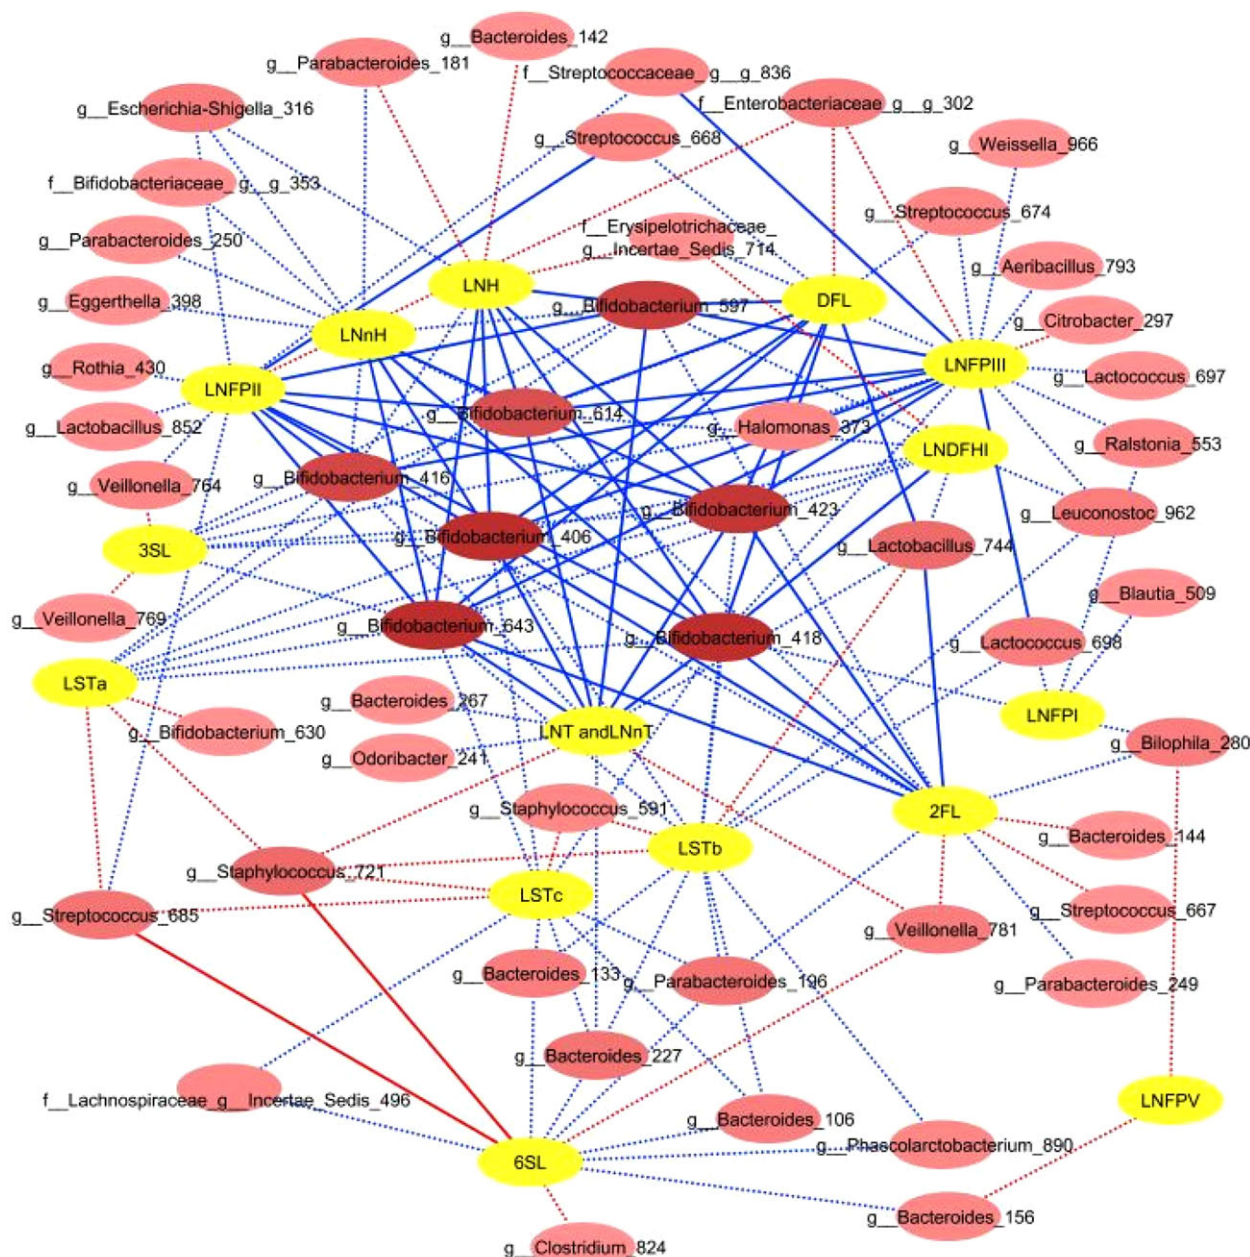 g__Bacteroides_142
g__Parabacteroides_181
f__Streptococcaceae_g__g_836
g__Escherichia-Shigella_316
f__Enterobacteriaceae_g__g_302
g__Streptococcus_668
g__Weissella_966
f__Bifidobacteriaceae_g__g_353
g__Streptococcus_674
f__Erysipelotrichaceae_
g__Incertae_Sedis_714
g__Parabacteroides_250
g__Aeribacillus_793
LNH
DFL
g__Eggerthella_398
g__Bifidobacterium_597
g__Citrobacter_297
LNnH
LNFPIII
g__Rothia_430
g__Lactococcus_697
LNFPII
g__Bifidobacterium_614
g__Lactobacillus_852
g__Halomonas_373
g__Ralstonia_553
LNDFHI
g__Veillonella_764
g__Bifidobacterium_416
g__Bifidobacterium_423
g__Leuconostoc_962
g__Bifidobacterium_406
3SL
g__Lactobacillus_744
g__Blautia_509
g__Veillonella_769
g__Bifidobacterium_643
g__Bifidobacterium_418
g__Lactococcus_698
LSTa
g__Bacteroides_267
LNFPI
g__Bifidobacterium_630
LNT andLNnT
g__Bilophila_280
g__Odoribacter_241
g__Staphylococcus_591
2FL
g__Bacteroides_144
LSTb
g__Staphylococcus_721
LSTc
g__Streptococcus_667
g__Streptococcus_685
g__Veillonella_781
g__Bacteroides_133
g__Parabacteroides_196
g__Parabacteroides_249
g__Bacteroides_227
f__Lachnospiraceae_g__Incertae_Sedis_496
LNFPV
g__Bacteroides_106
g__Phascolarctobacterium_890
6SL
g__Bacteroides_156
g__Clostridium_824